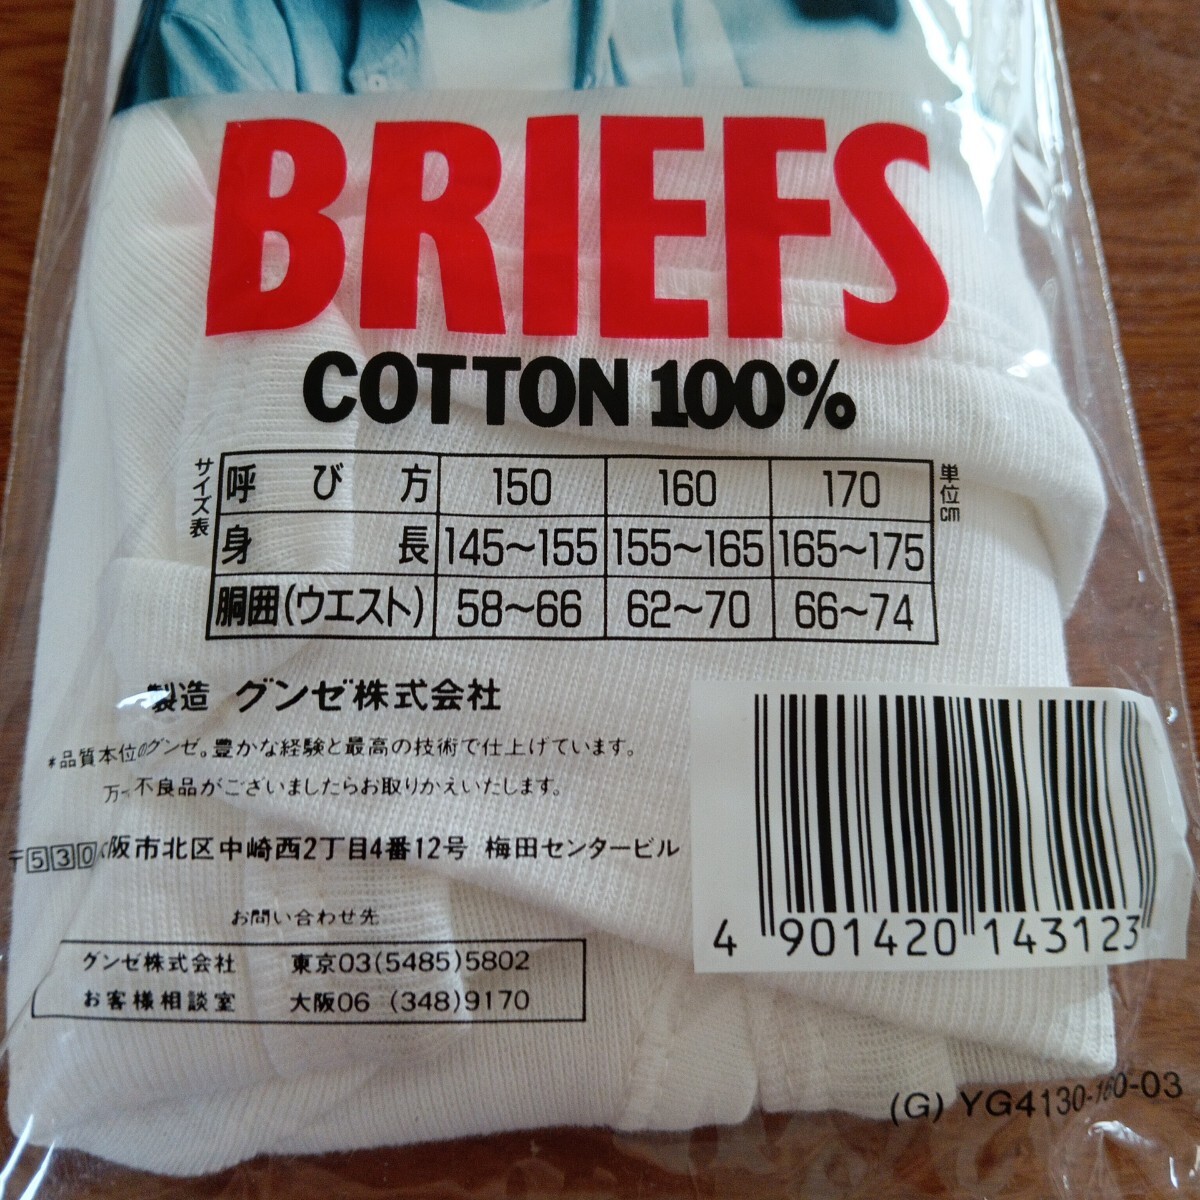 BRIEFS
COTTON 100%
サイズ表
単位cm
呼び方 150 160 170
身長 145～155 155～165 165～175
胴囲(ウエスト) 58～66 62～70 66～74
製造 グンゼ株式会社
*品質本位のグンゼ。豊かな経験と最高の技術で仕上げています。
万一不良品がございましたらお取りかえいたします。
〒530 阪市北区中崎西2丁目4番12号 梅田センタービル
お問い合わせ先
グンゼ株式会社 東京03(5485)5802
お客様相談室 大阪06 (348)9170
4 901420 143123
(G) YG4130-160-03